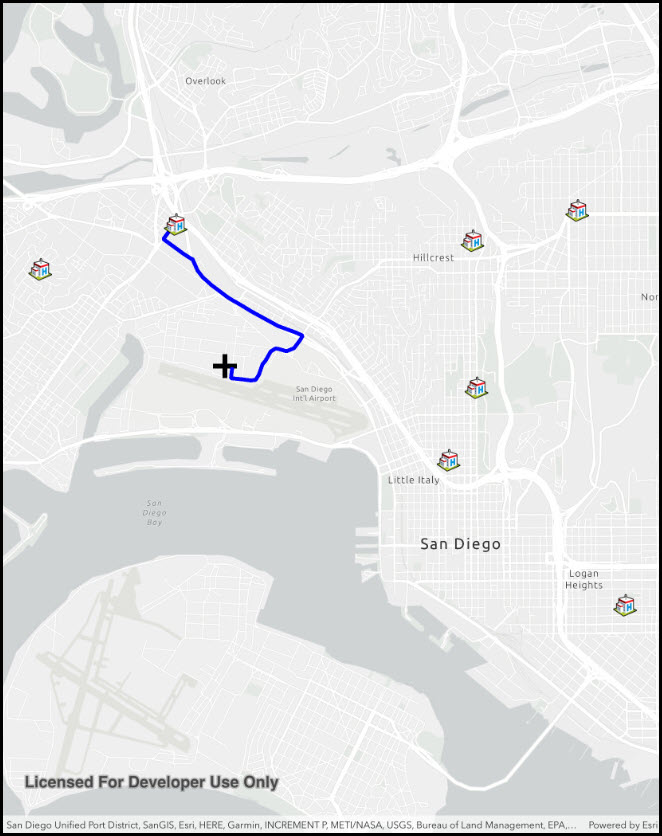 Overlook
Hillcrest
Nor
San Diego
Int'l Airport
Little Italy
San
Diego
Bay
San Diego
Logan
Heights
Licensed For Developer Use Only
San Diego Unified Port District, SanGIS, Esri, HERE, Garmin, INCREMENT P, METI/NASA, USGS, Bureau of Land Management, EPA,... Powered by Esri